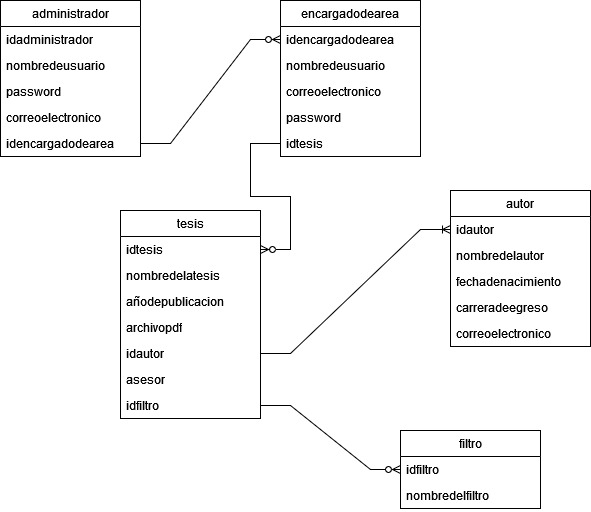 administrador
idadministrador
nombredeusuario
password
correoelectronico
idencargadodearea
encargadodearea
idencargadodearea
nombredeusuario
correoelectronico
password
idtesis
tesis
idtesis
nombredelatesis
añodepublicacion
archivopdf
idautor
asesor
idfiltro
autor
idautor
nombredelautor
fechadenacimiento
carreradeegreso
correoelectronico
filtro
idfiltro
nombredelfiltro